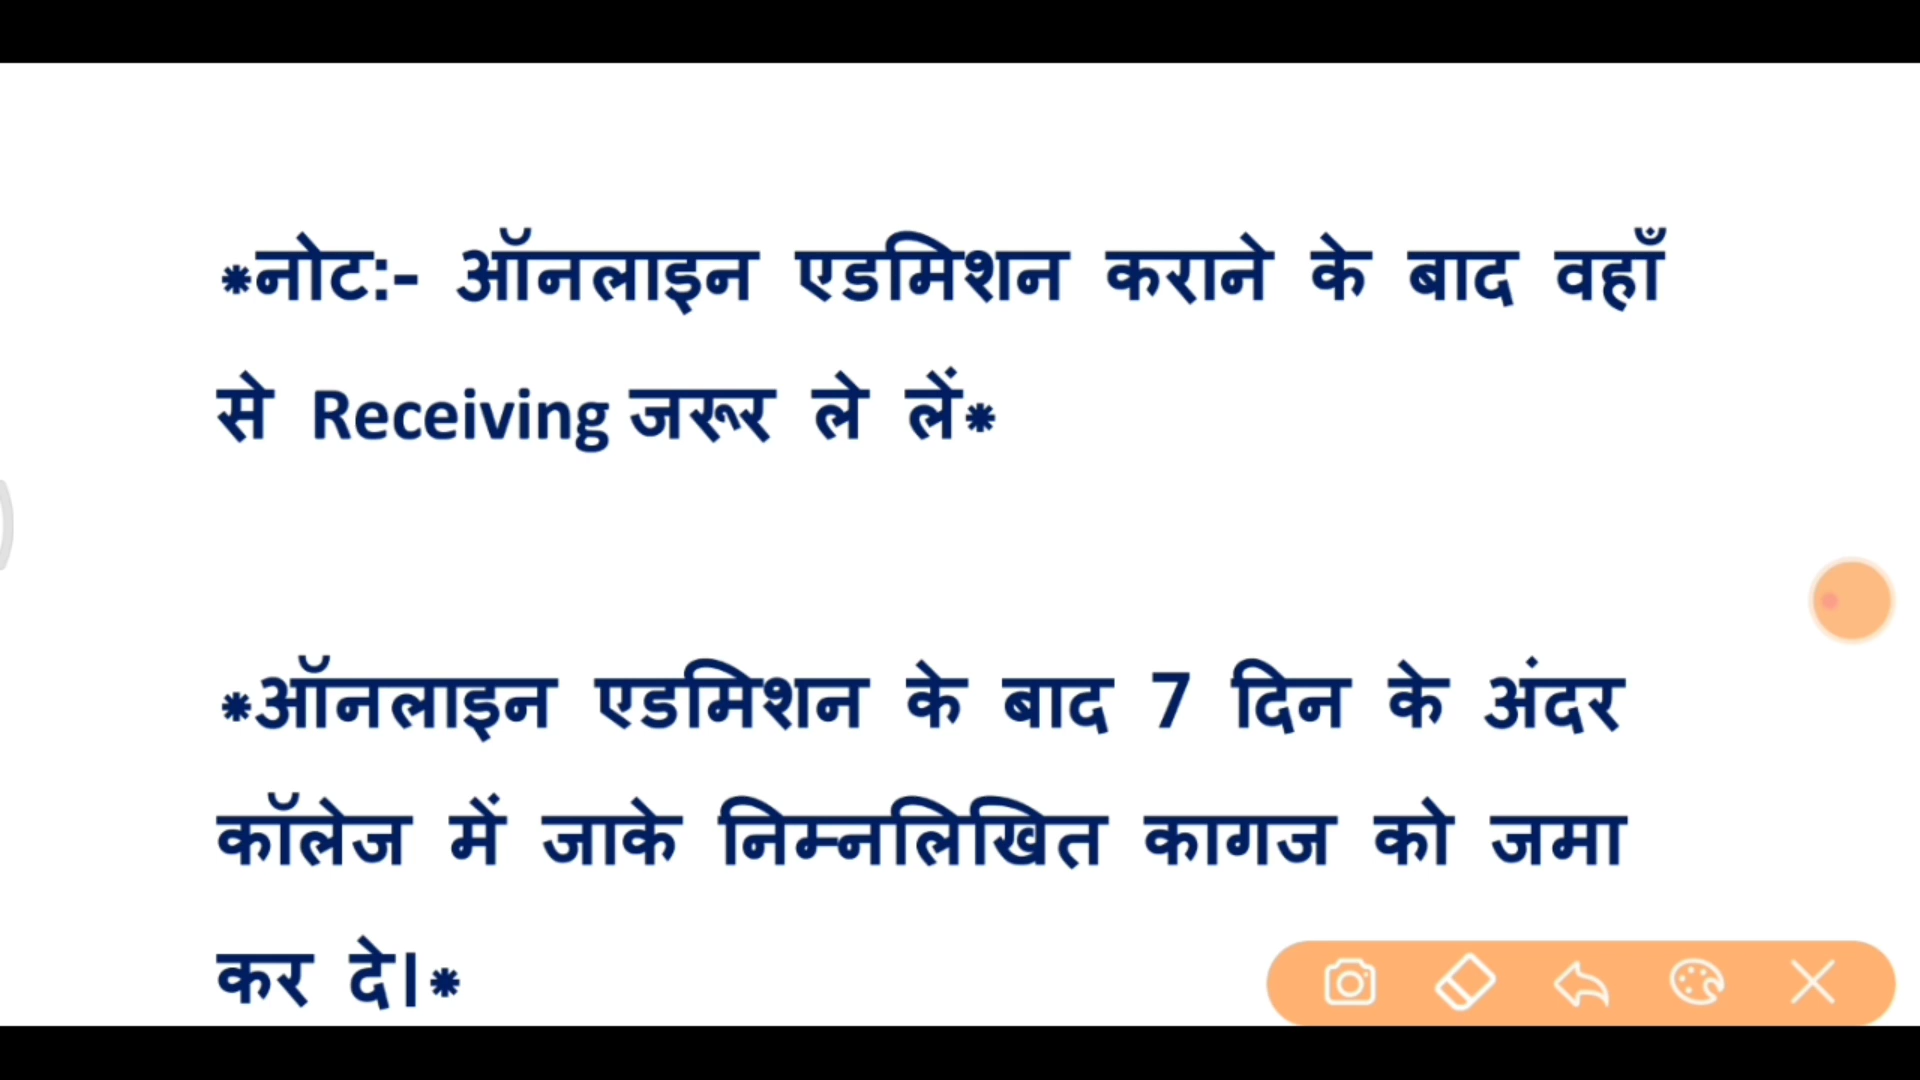 *नोट:- ऑनलाइन एडमिशन कराने के बाद वहाँ
से Receiving जरूर ले लें*
*ऑनलाइन एडमिशन के बाद 7 दिन के अंदर
कॉलेज में जाके निम्नलिखित कागज को जमा
कर दे।*